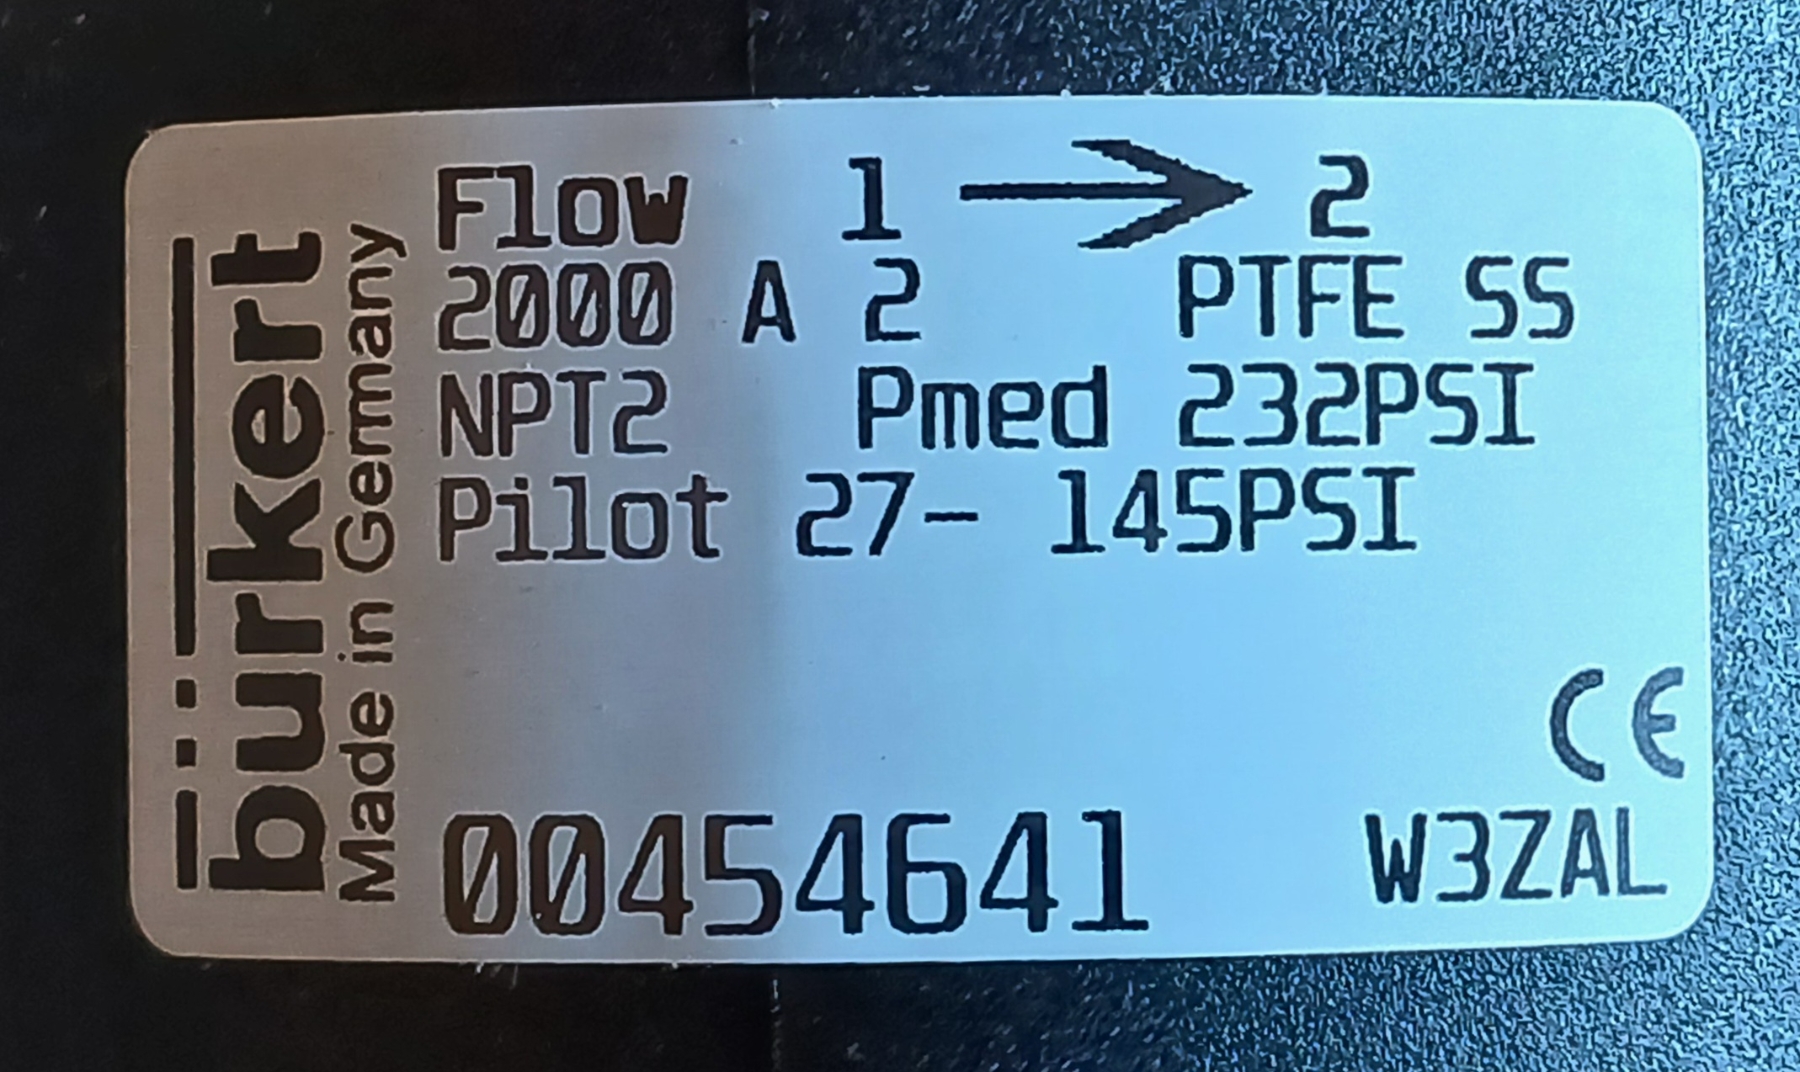 bürkert
Made in Germany
Flow 1 → 2
2000 A 2 PTFE SS
NPT2 Pmed 232PSI
Pilot 27- 145PSI
CE
00454641 W3ZAL